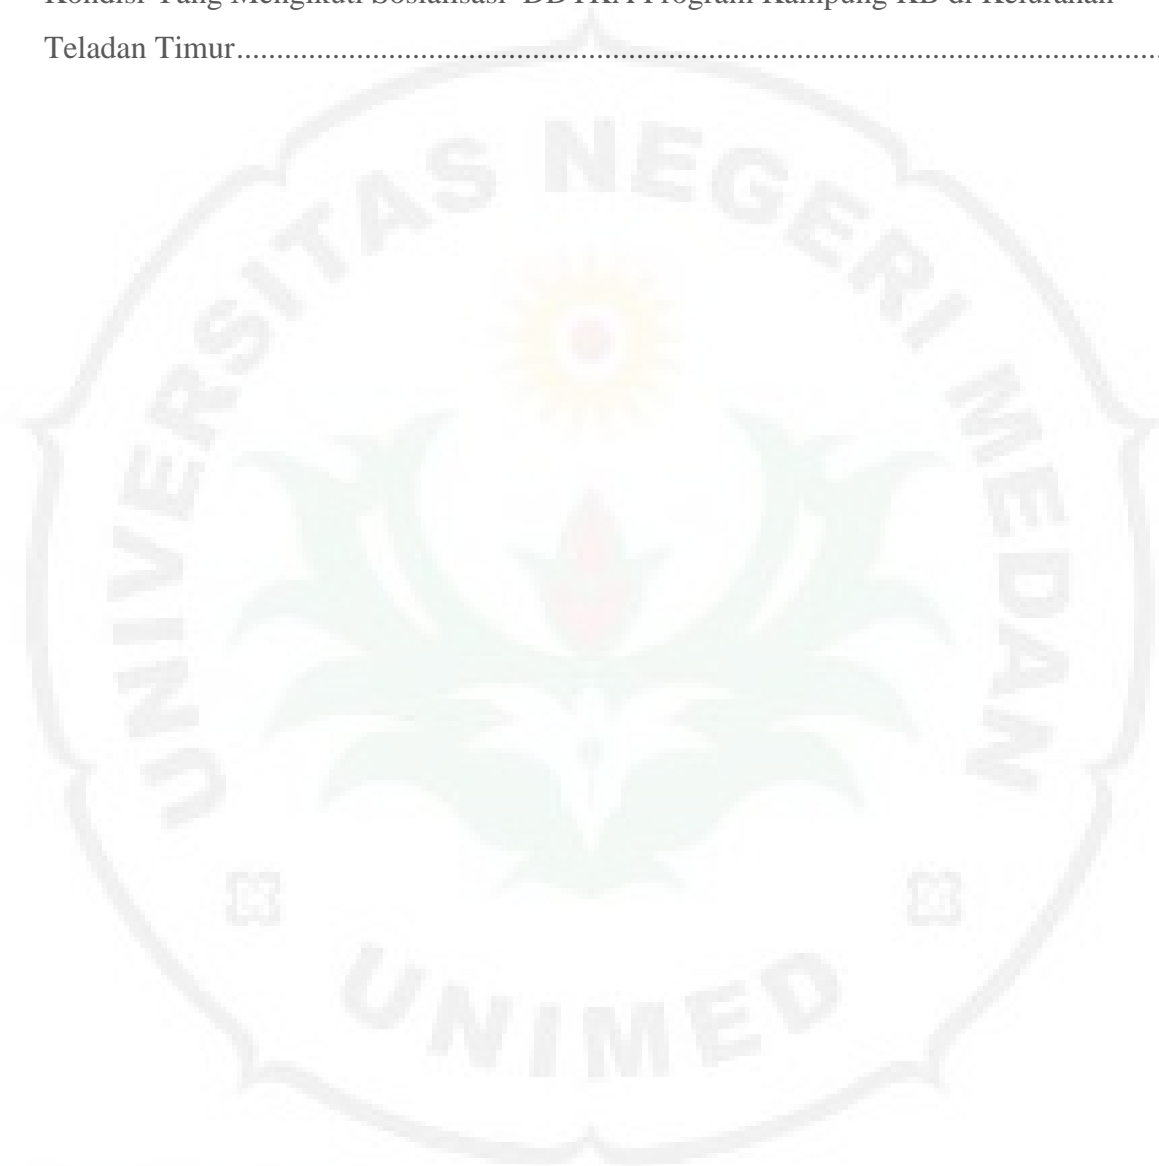 Kondisi Yang Mengikuti Sosialisasi Program Kampung KB di Kelurahan
Teladan Timur........................................................................................................................
UNIVERSITAS NEGERI MEDAN
UNIMED